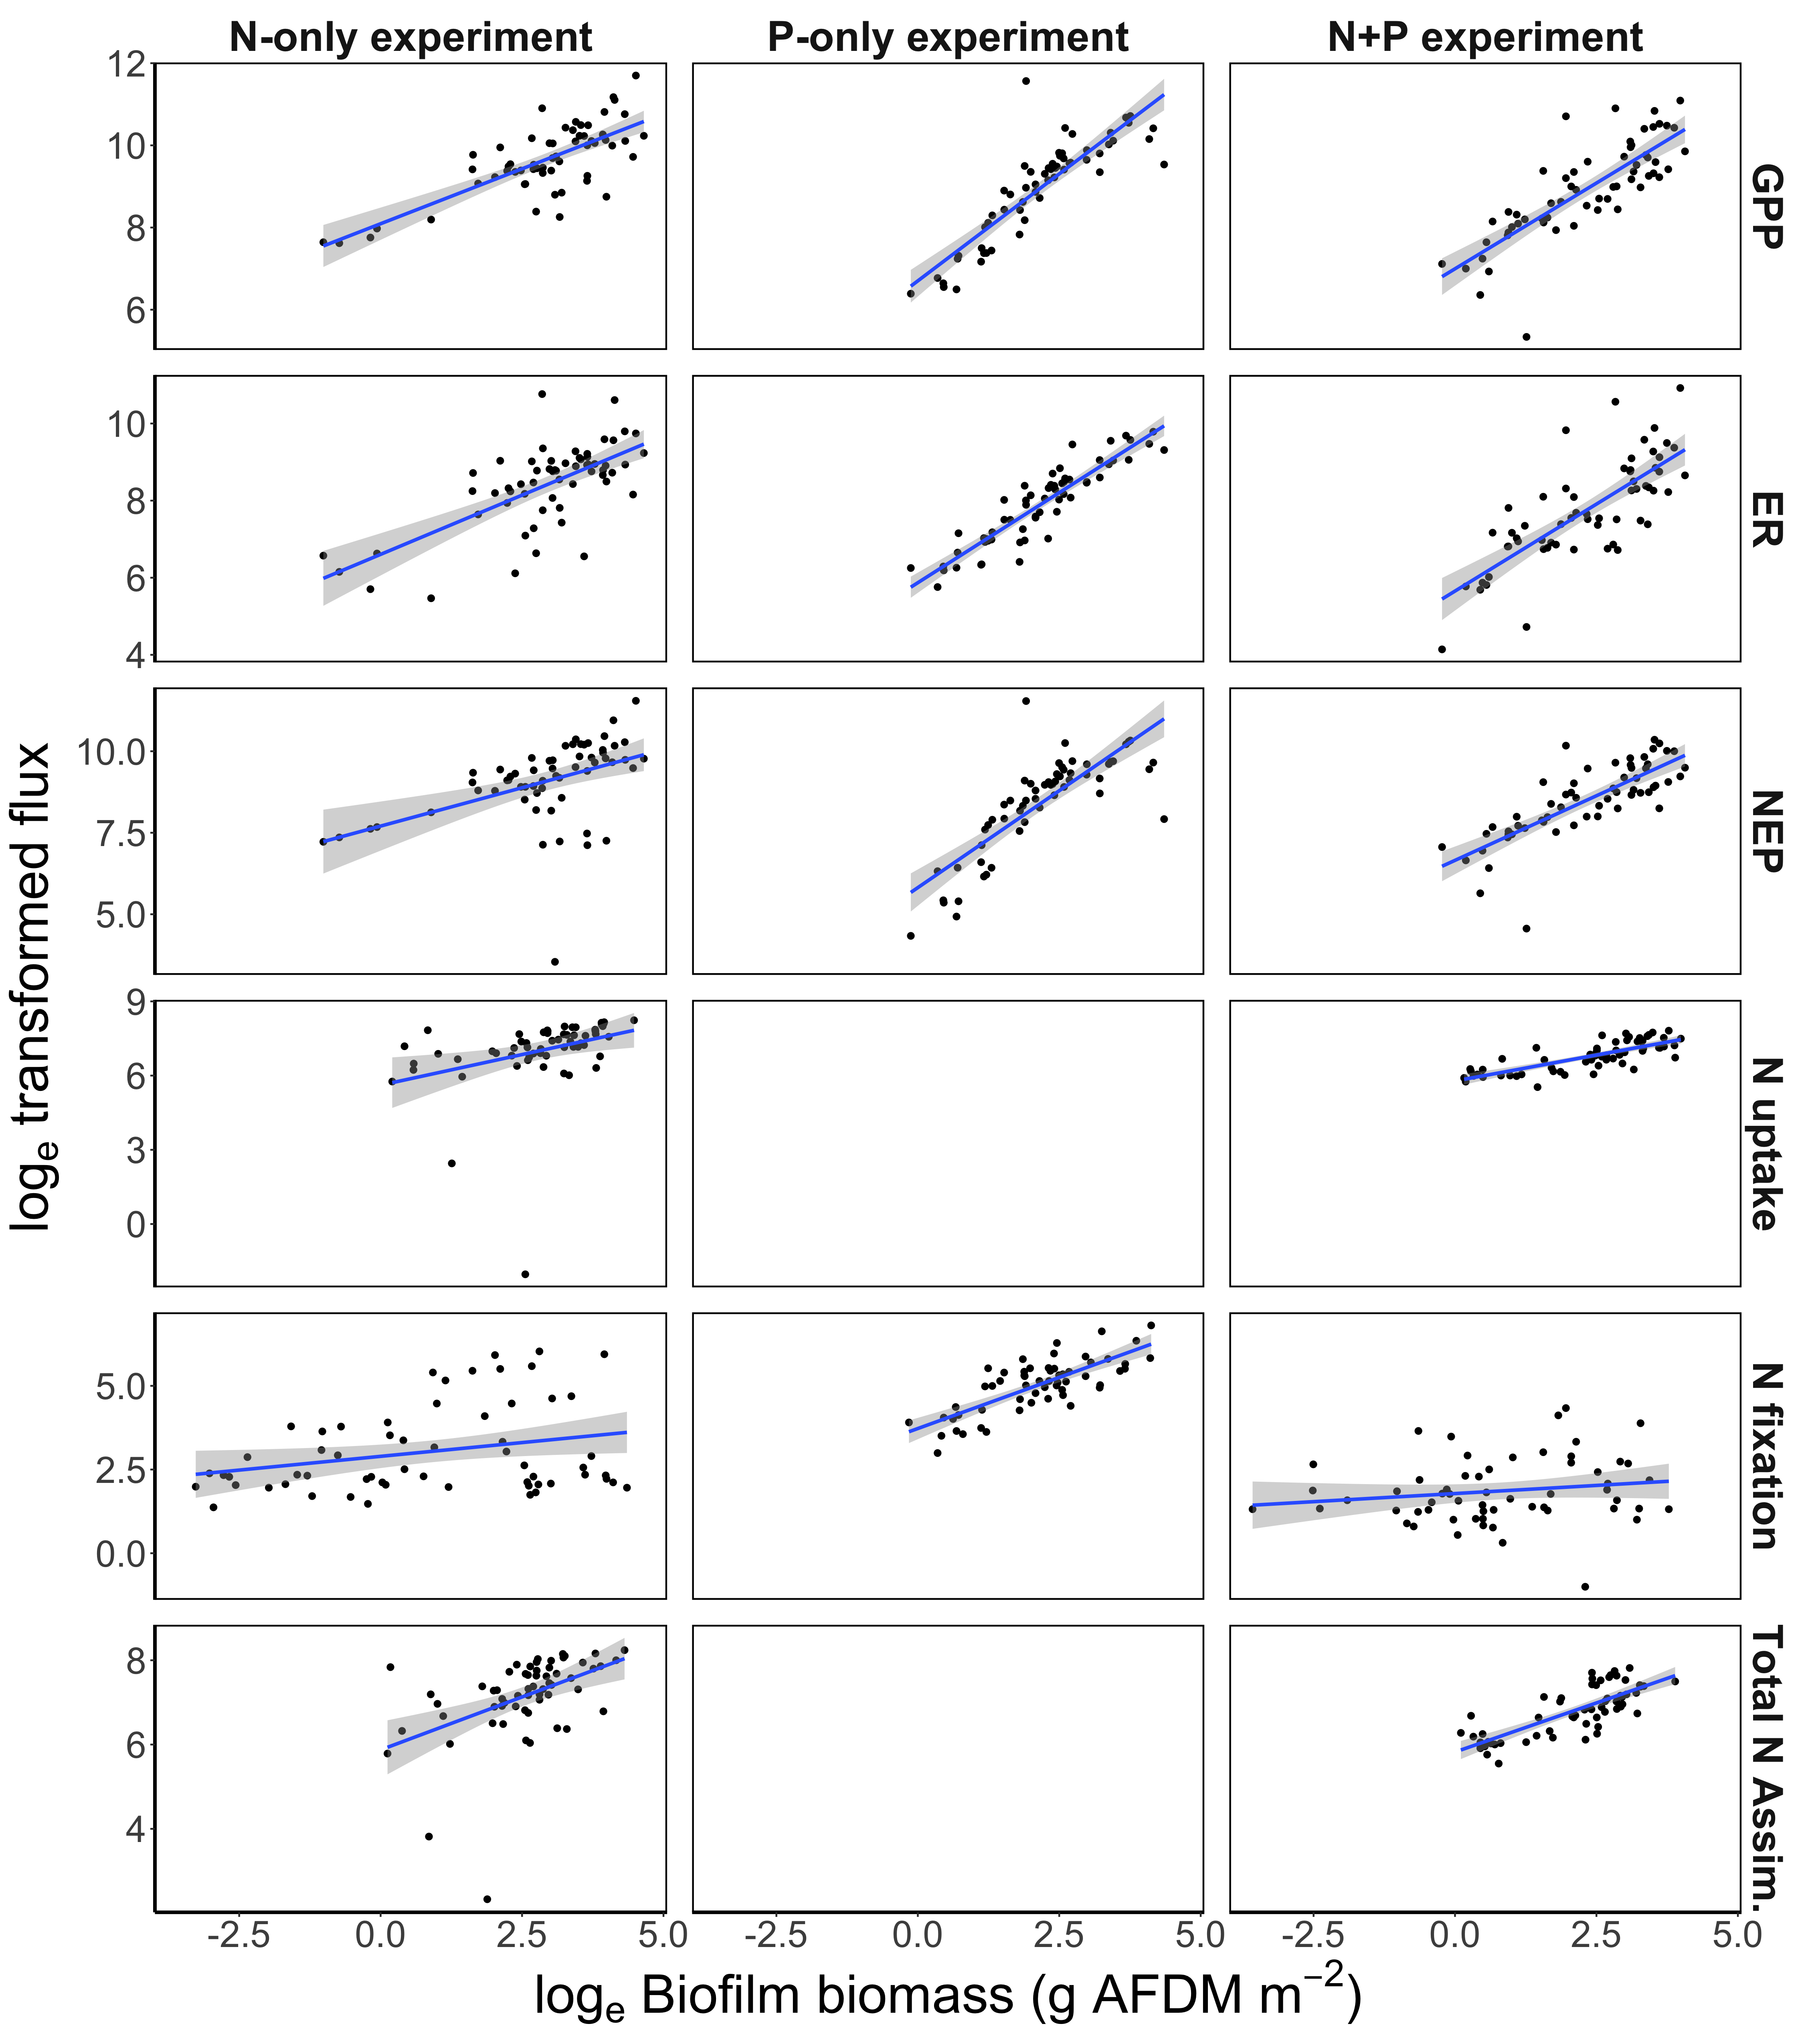 N-only experiment P-only experiment N+P experiment
12
10
8
6
GPP
10
8
6
4
ER
10.0
7.5
5.0
NEP
9
6
3
0
N uptake
5.0
2.5
0.0
N fixation
8
6
4
Total N Assim.
logₑ transformed flux
-2.5 0.0 2.5 5.0 -2.5 0.0 2.5 5.0 -2.5 0.0 2.5 5.0
logₑ Biofilm biomass (g AFDM m⁻²)